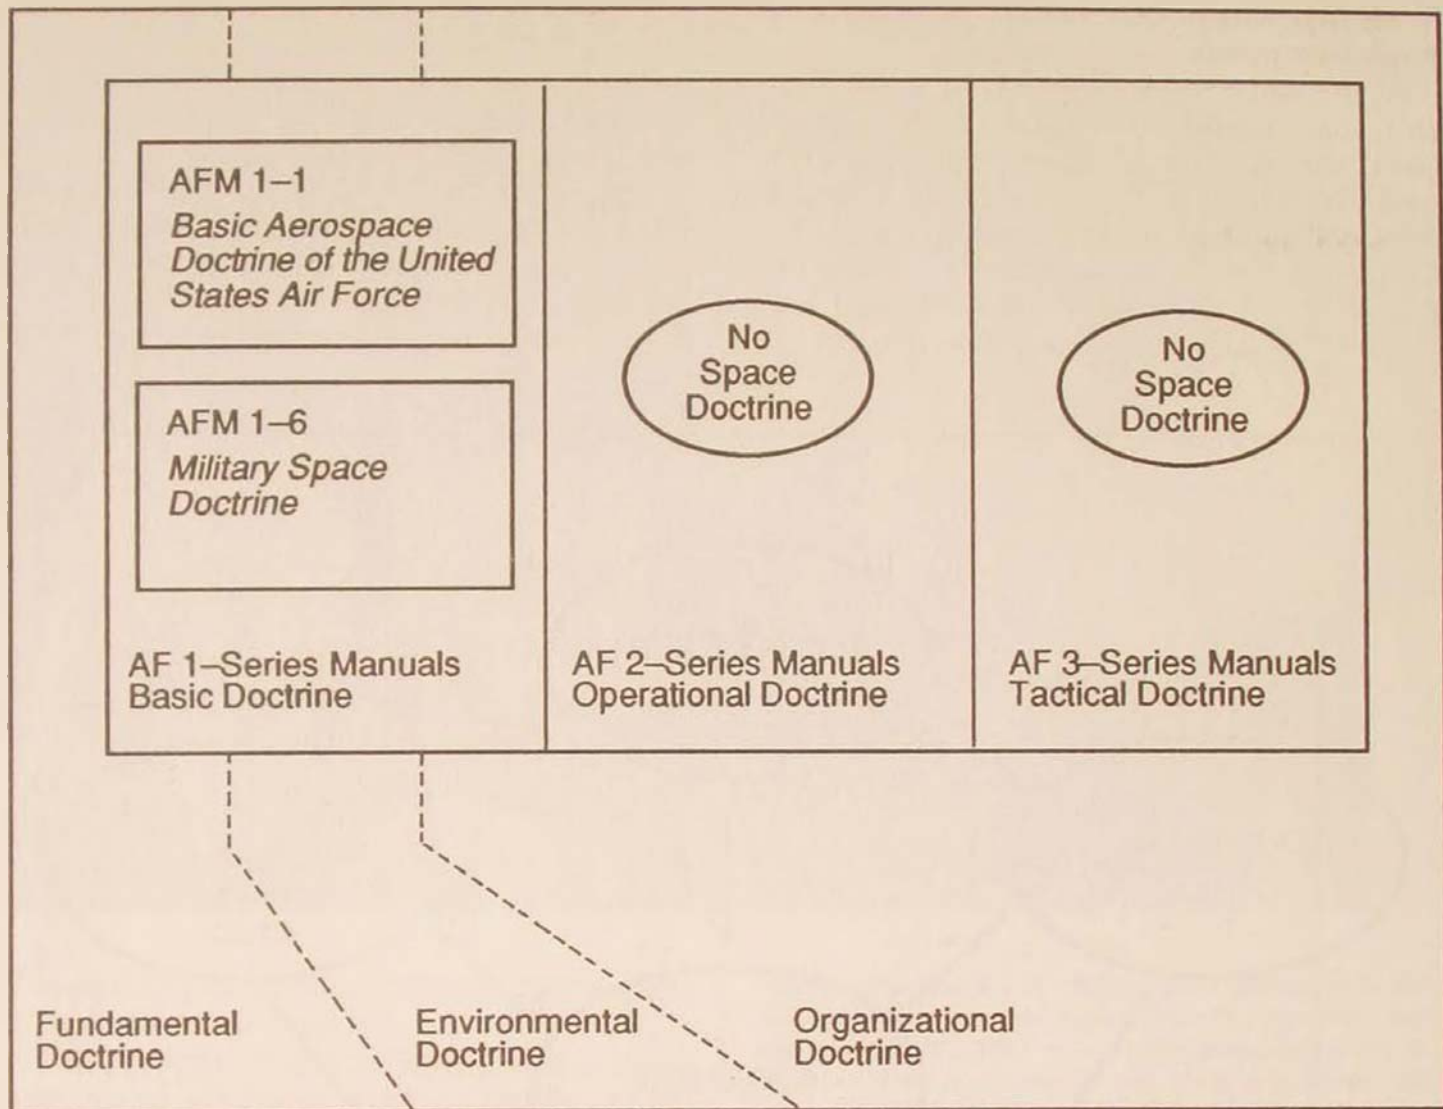 AFM 1–1
Basic Aerospace
Doctrine of the United
States Air Force
AFM 1–6
Military Space
Doctrine
AF 1–Series Manuals
Basic Doctrine
No
Space
Doctrine
AF 2–Series Manuals
Operational Doctrine
No
Space
Doctrine
AF 3–Series Manuals
Tactical Doctrine
Fundamental
Doctrine
Environmental
Doctrine
Organizational
Doctrine